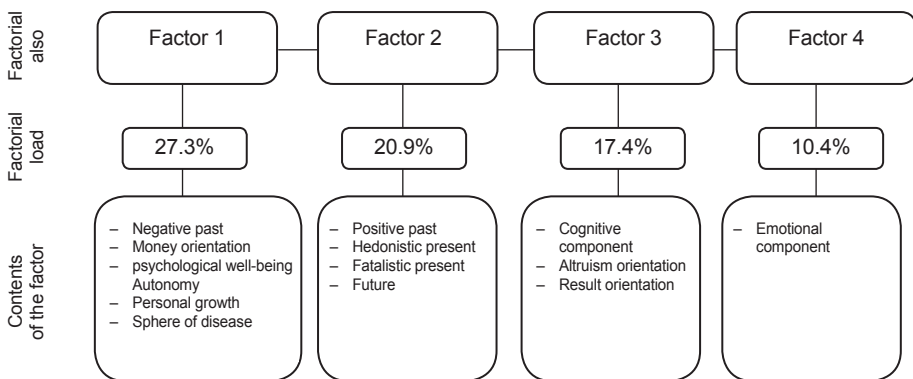 Factorial
also
Factor 1
Factor 2
Factor 3
Factor 4
Factorial
load
27.3%
20.9%
17.4%
10.4%
Contents
of the factor
– Negative past
– Money orientation
– psychological well-being
Autonomy
– Personal growth
– Sphere of disease
– Positive past
– Hedonistic present
– Fatalistic present
– Future
– Cognitive
component
– Altruism orientation
– Result orientation
– Emotional
component